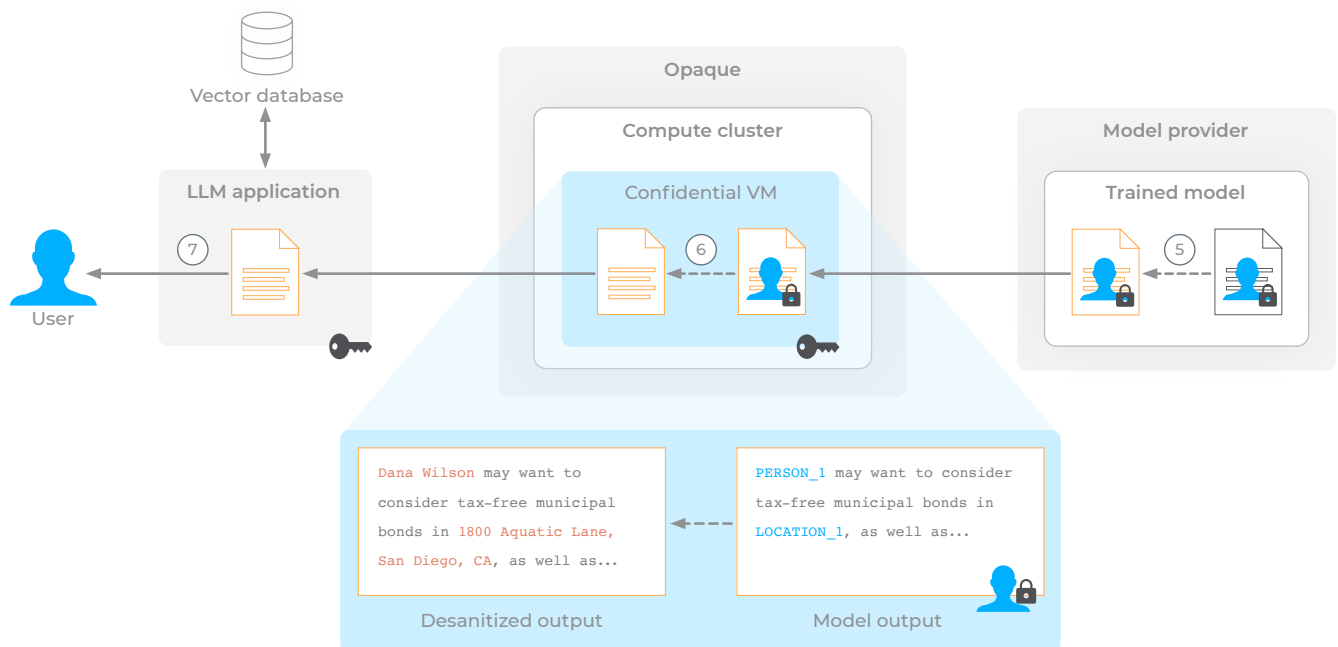 Opaque
Vector database
Compute cluster
Model provider
LLM application
Confidential VM
Trained model
7
6
5
User
Dana Wilson may want to
consider tax-free municipal
bonds in 1800 Aquatic Lane,
San Diego, CA, as well as...
PERSON_1 may want to consider
tax-free municipal bonds in
LOCATION_1, as well as...
Desanitized output
Model output